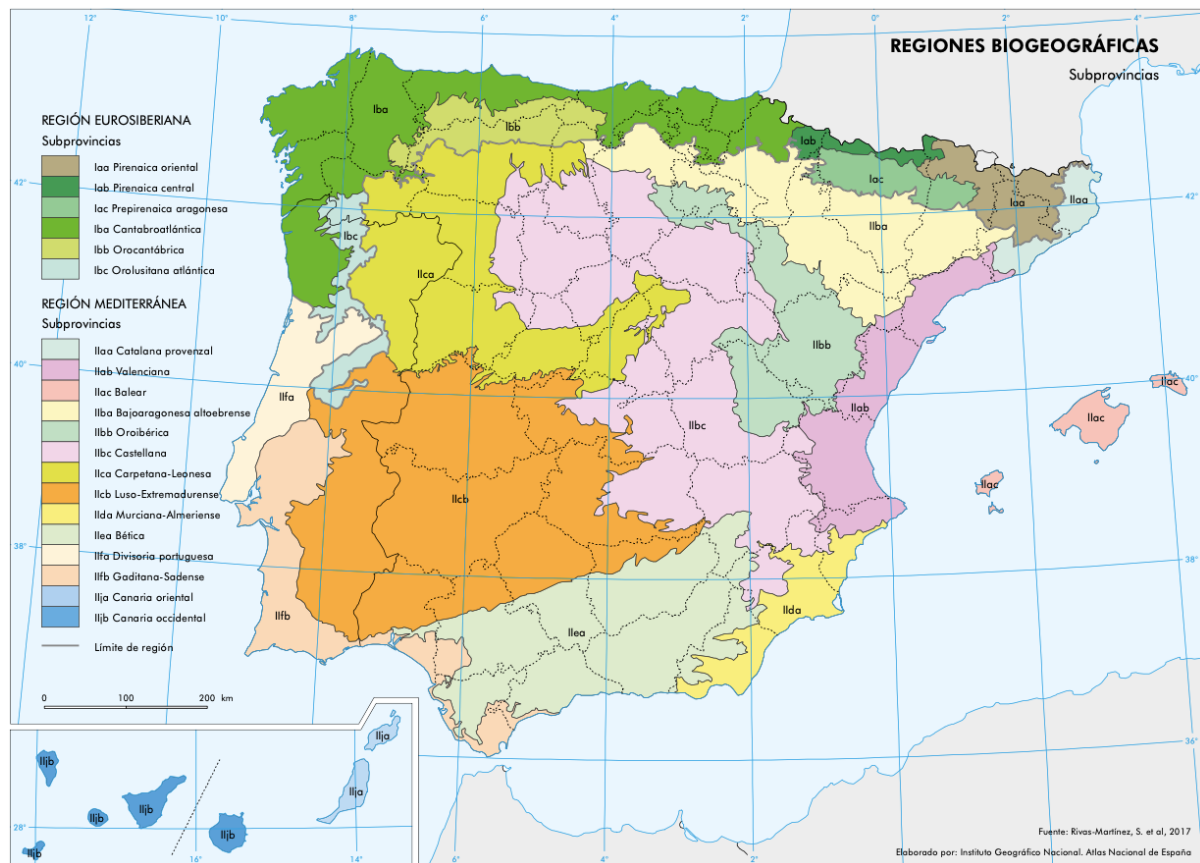 REGIONES BIOGEOGRÁFICAS
Subprovincias
REGIÓN EUROSIBERIANA
Subprovincias
Iaa Pirenaica oriental
Iab Pirenaica central
Iac Prepirenaica aragonesa
Iba Cantabroatlántica
Ibb Orocantábrica
Ibc Orolusitana atlántica
REGIÓN MEDITERRÁNEA
Subprovincias
IIaa Catalana provenzal
IIab Valenciana
IIac Balear
IIba Bajoaragonesa altoebrense
IIbb Oroibérica
IIbc Castellana
IIca Carpetana-Leonesa
IIcb Luso-Extremadurense
IIda Murciana-Almeriense
IIea Bética
IIfa Divisoria portuguesa
IIfb Gaditana-Sadense
IIja Canaria oriental
IIjb Canaria occidental
Límite de región
0 100 200 km
12° 10° 8° 6° 4° 2° 0° 2° 4°
42° 42°
40° 40°
38° 38°
36°
4° 2°
28°
16° 14°
Iba
Ibb
Iab
Iac
Iaa
IIaa
Ibc
IIca
IIba
IIbb
IIfa
IIab
IIac
IIac
IIbc
IIcb
IIac
IIda
IIfb
IIea
IIja
IIjb
IIja
IIjb
IIjb
IIjb
IIjb
Fuente: Rivas-Martínez, S. et al, 2017
Elaborado por: Instituto Geográfico Nacional. Atlas Nacional de España